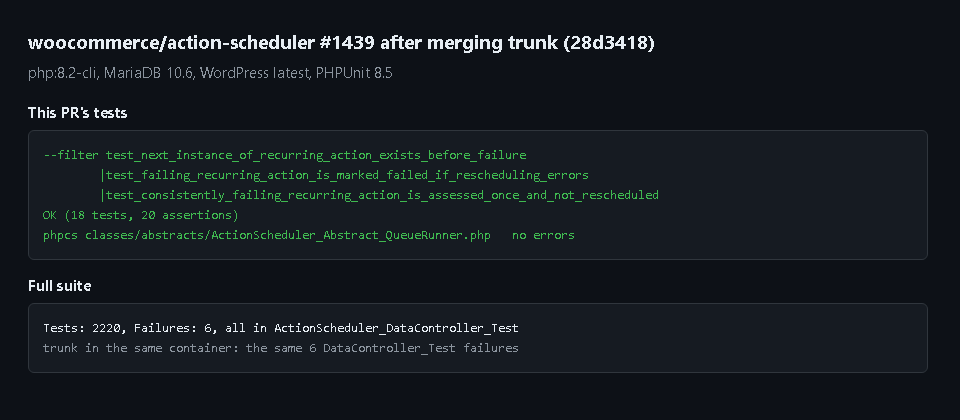 woocommerce/action-scheduler #1439 after merging trunk (28d3418)
php:8.2-cli, MariaDB 10.6, WordPress latest, PHPUnit 8.5
This PR's tests
--filter test_next_instance_of_recurring_action_exists_before_failure
|test_failing_recurring_action_is_marked_failed_if_rescheduling_errors
|test_consistently_failing_recurring_action_is_assessed_once_and_not_rescheduled
OK (18 tests, 20 assertions)
phpcs classes/abstracts/ActionScheduler_Abstract_QueueRunner.php   no errors
Full suite
Tests: 2220, Failures: 6, all in ActionScheduler_DataController_Test
trunk in the same container: the same 6 DataController_Test failures